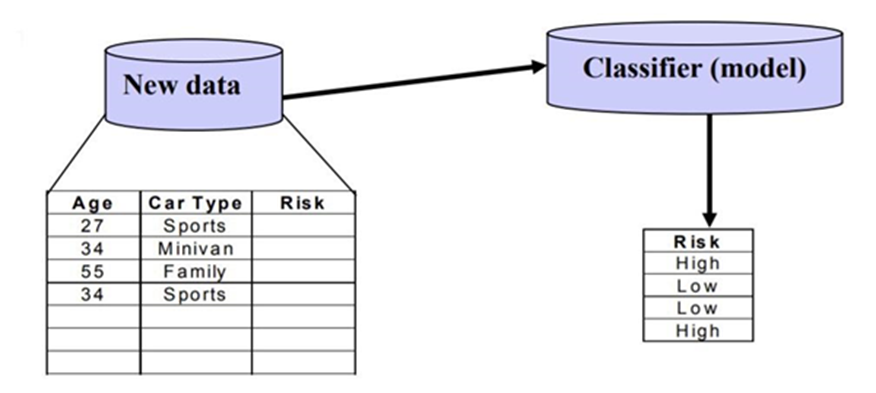 New data
Classifier (model)
Age Car Type Risk
27 Sports
34 Minivan
55 Family
34 Sports
Risk
High
Low
Low
High